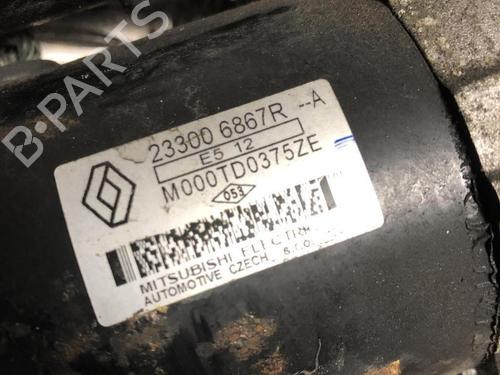 B-PARTS
23300 6867R --A
E5 12
M000TD0375ZE
053
MITSUBISHI ELECTRIC
AUTOMOTIVE CZECH s.r.o.